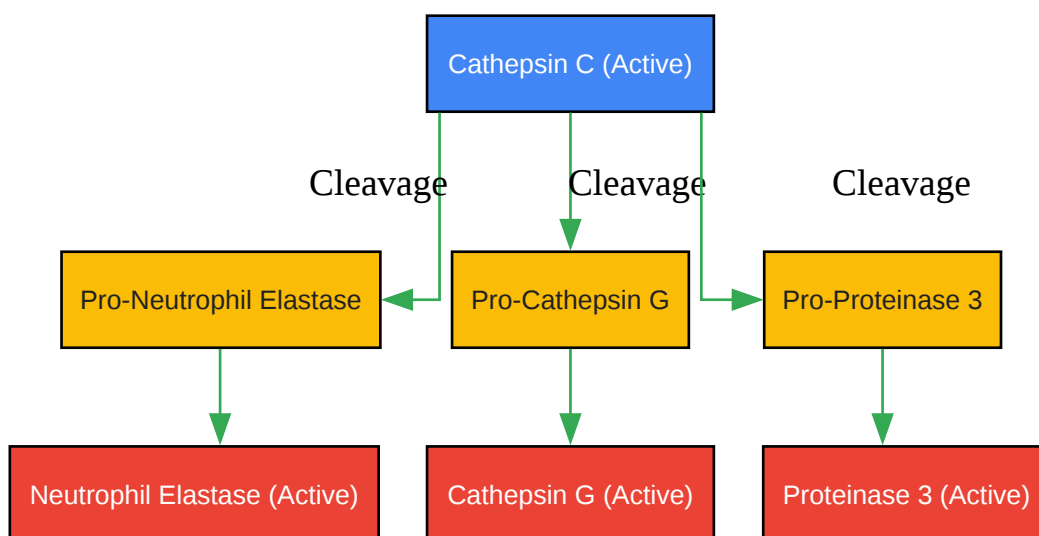 Cathepsin C (Active)
Cleavage
Cleavage
Cleavage
Pro-Neutrophil Elastase
Pro-Cathepsin G
Pro-Proteinase 3
Neutrophil Elastase (Active)
Cathepsin G (Active)
Proteinase 3 (Active)